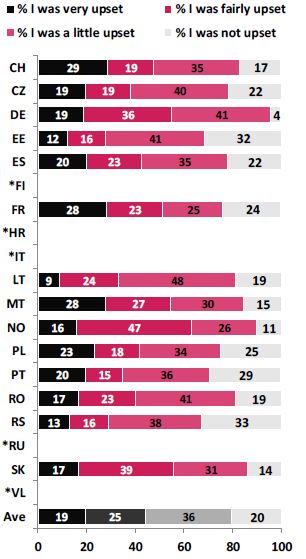 % I was very upset % I was fairly upset
% I was a little upset % I was not upset
CH 29 19 35 17
CZ 19 19 40 22
DE 19 36 41 4
EE 12 16 41 32
ES 20 23 35 22
*FI
FR 28 23 25 24
*HR
*IT
LT 9 24 48 19
MT 28 27 30 15
NO 16 47 26 11
PL 23 18 34 25
PT 20 15 36 29
RO 17 23 41 19
RS 13 16 38 33
*RU
SK 17 39 31 14
*VL
Ave 19 25 36 20
0 20 40 60 80 100